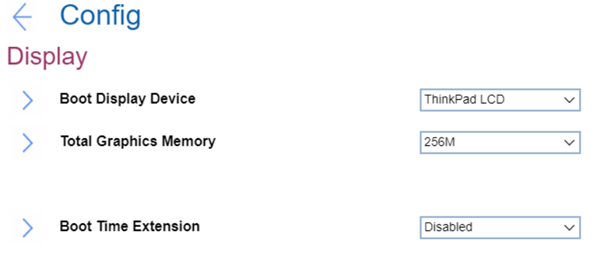 Config
Display
Boot Display Device ThinkPad LCD
Total Graphics Memory 256M
Boot Time Extension Disabled